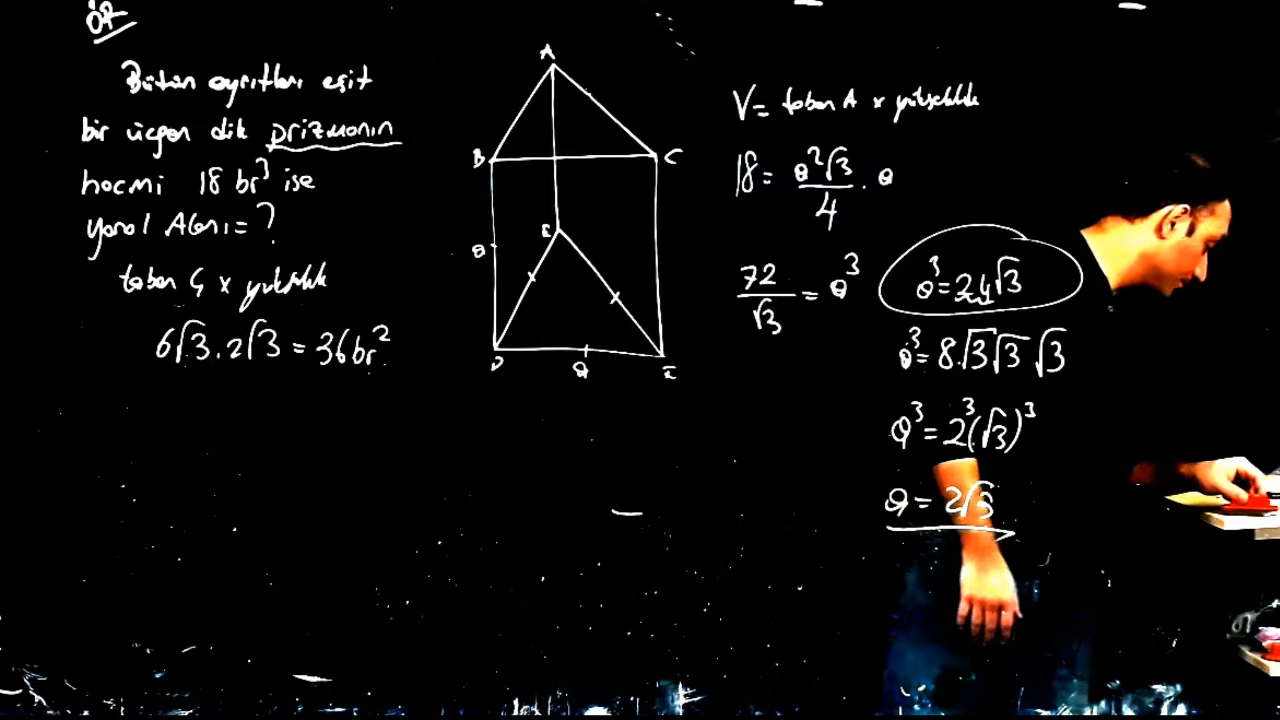 ÖR
Bütün ayrıtları eşit
bir üçgen dik prizmanın
hacmi 18 br³ ise
yanal Alanı = ?
taban Ç x yükseklik
6√3 . 2√3 = 36br²
A
B
C
E
a
D
a
V = taban A x yükseklik
18 = a²√3/4 . a
72/√3 = a³
a³ = 24√3
a³ = 8.√3√3 √3
a³ = 2³(√3)³
a = 2√3